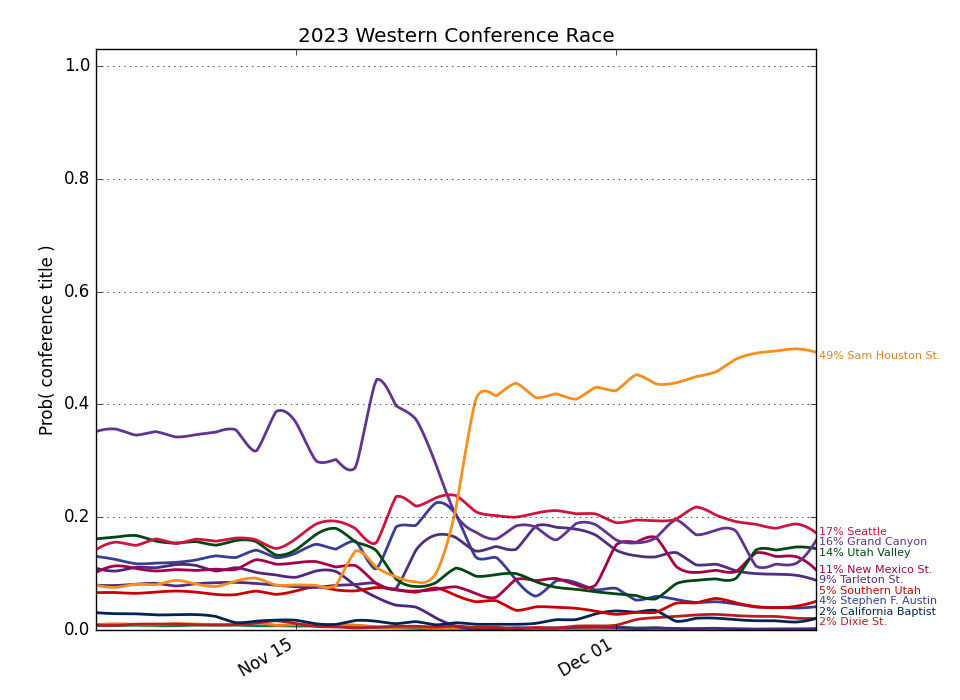 2023 Western Conference Race
1.0
0.8
0.6
0.4
0.2
0.0
Prob( conference title )
Nov 15
Dec 01
49% Sam Houston St.
17% Seattle
16% Grand Canyon
14% Utah Valley
11% New Mexico St.
9% Tarleton St.
5% Southern Utah
4% Stephen F. Austin
2% California Baptist
2% Dixie St.